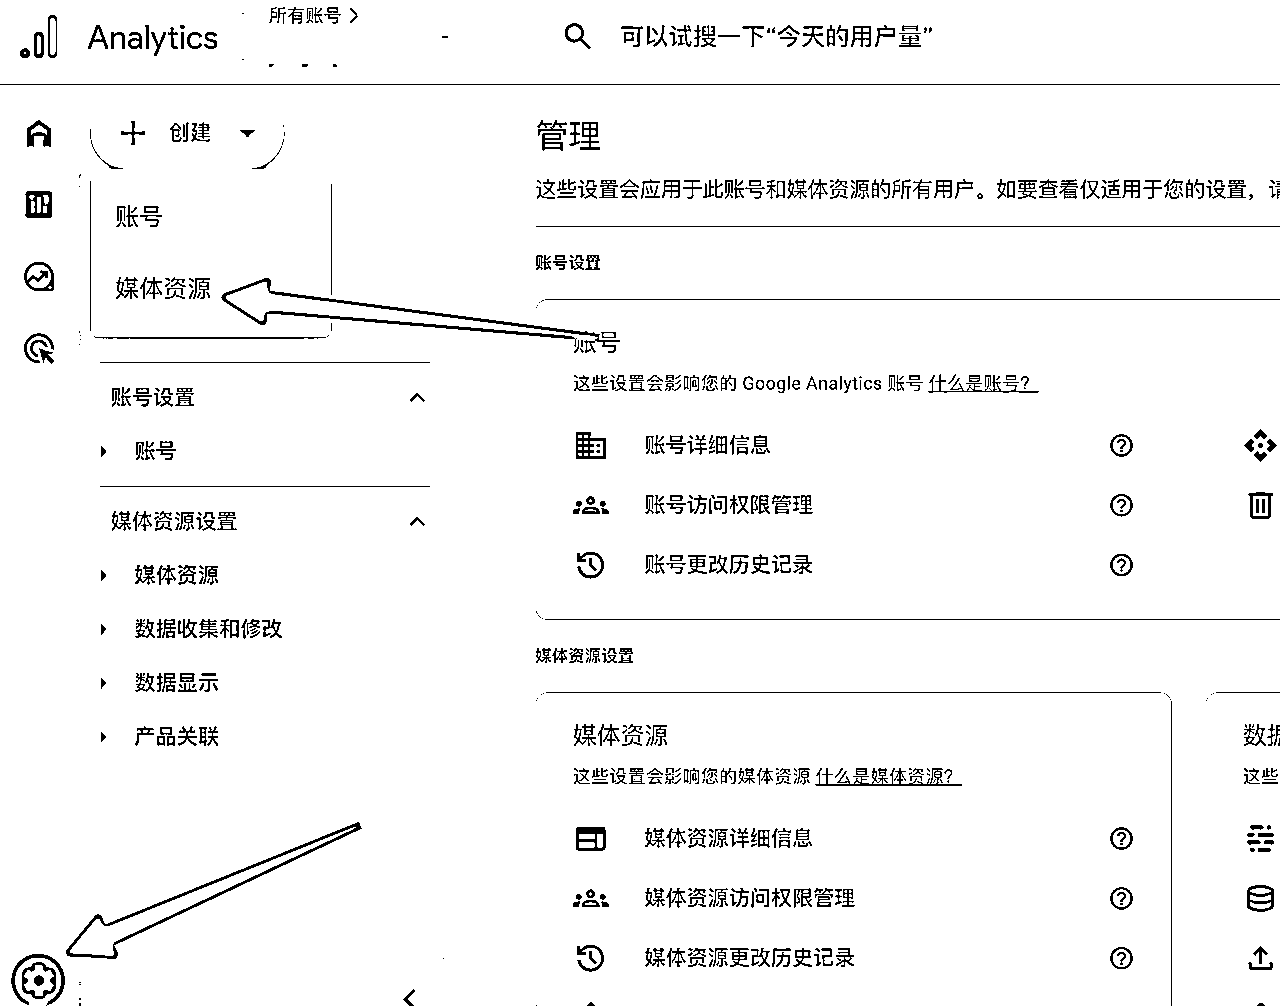 Analytics
所有账号
可以试搜一下“今天的用户量”
创建
账号
媒体资源
账号设置
账号
媒体资源设置
媒体资源
数据收集和修改
数据显示
产品关联
管理
这些设置会应用于此账号和媒体资源的所有用户。如要查看仅适用于您的设置，请
账号设置
账号
这些设置会影响您的 Google Analytics 账号 什么是账号？
账号详细信息
账号访问权限管理
账号更改历史记录
媒体资源设置
媒体资源
这些设置会影响您的媒体资源 什么是媒体资源？
媒体资源详细信息
媒体资源访问权限管理
媒体资源更改历史记录
数据
这些